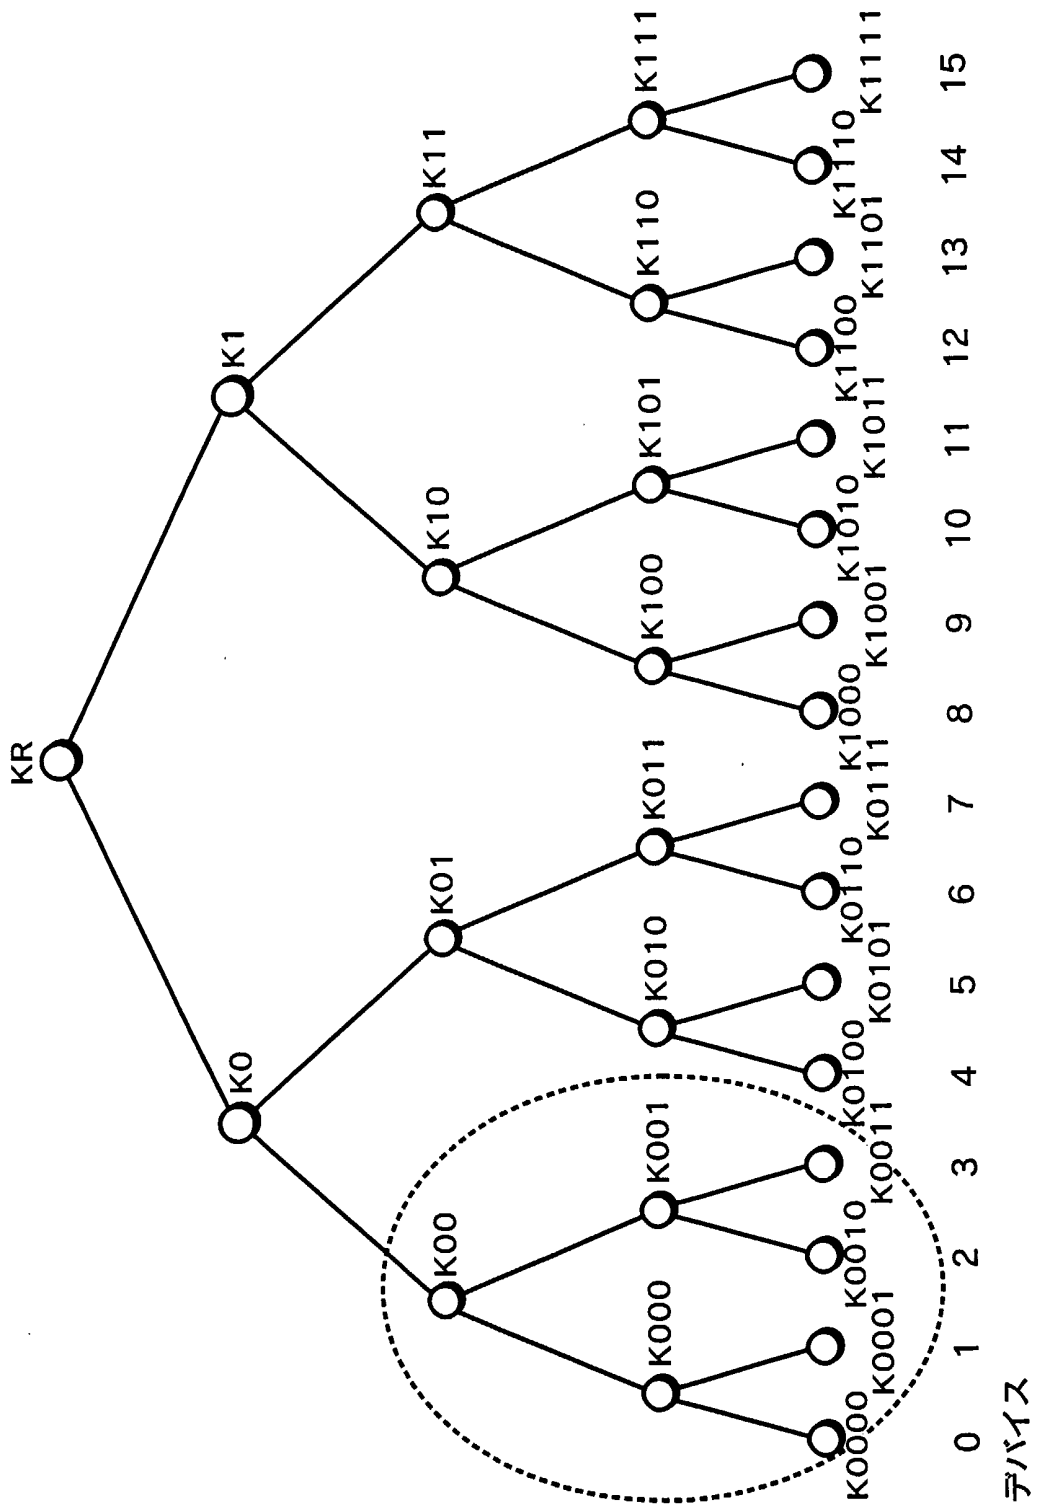 KR
K0
K1
K00
K01
K10
K11
K000
K001
K010
K011
K100
K101
K110
K111
K0000
K0001
K0010
K0011
K0100
K0101
K0110
K0111
K1000
K1001
K1010
K1011
K1100
K1101
K1110
K1111
0 1 2 3 4 5 6 7 8 9 10 11 12 13 14 15
デバイス